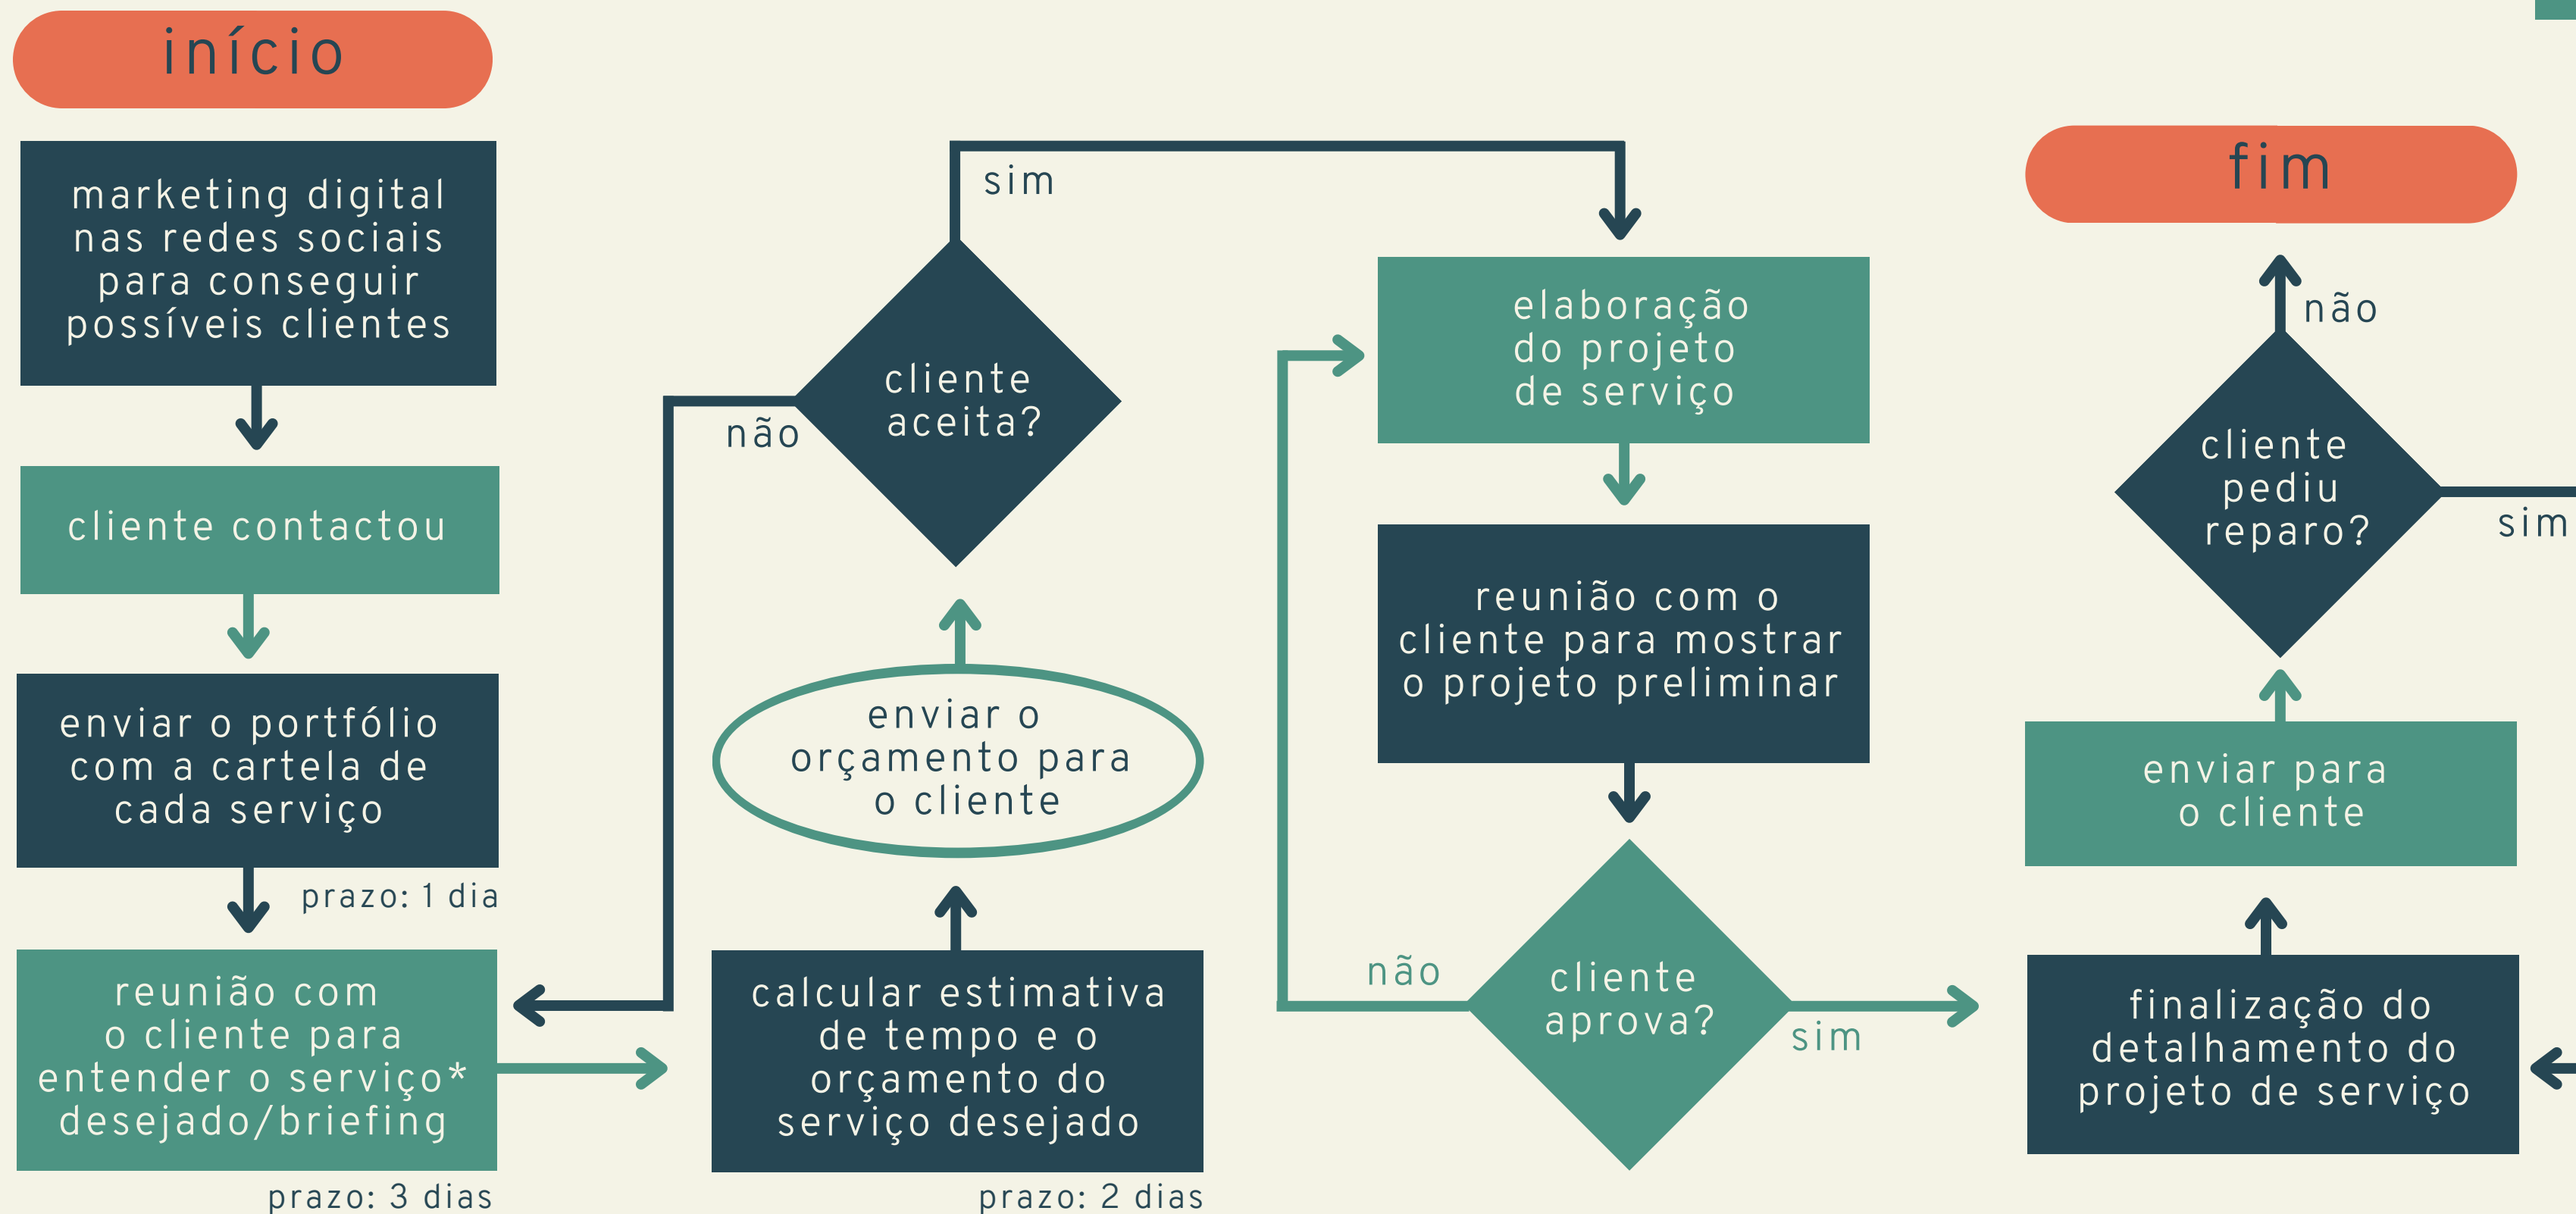 início
marketing digital
nas redes sociais
para conseguir
possíveis clientes
cliente contactou
enviar o portfólio
com a cartela de
cada serviço
prazo: 1 dia
reunião com
o cliente para
entender o serviço*
desejado/briefing
prazo: 3 dias
sim
cliente
aceita?
não
enviar o
orçamento para
o cliente
calcular estimativa
de tempo e o
orçamento do
serviço desejado
prazo: 2 dias
elaboração
do projeto
de serviço
reunião com o
cliente para mostrar
o projeto preliminar
não
cliente
aprova?
sim
fim
não
cliente
pediu
reparo?
sim
enviar para
o cliente
finalização do
detalhamento do
projeto de serviço